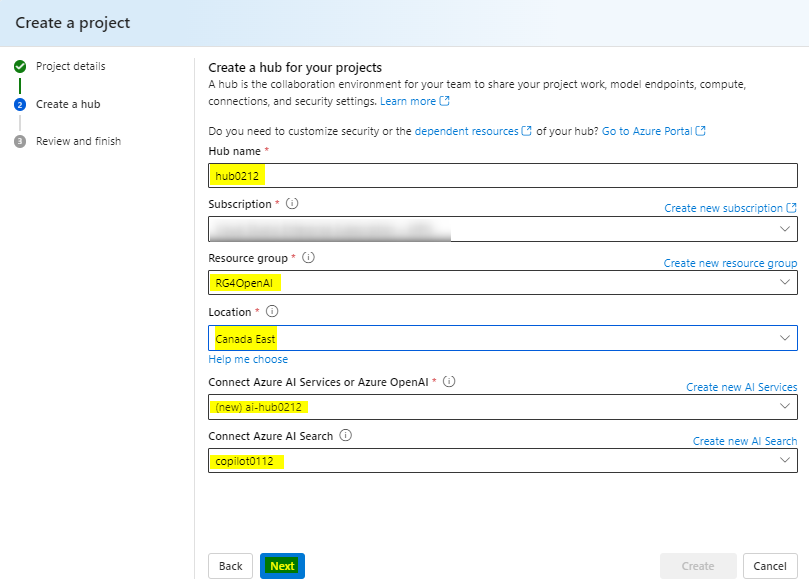 Create a project
Project details
2 Create a hub
3 Review and finish
Create a hub for your projects
A hub is the collaboration environment for your team to share your project work, model endpoints, compute,
connections, and security settings. Learn more
Do you need to customize security or the dependent resources of your hub? Go to Azure Portal
Hub name *
hub0212
Subscription *
Create new subscription
Resource group *
Create new resource group
RG4OpenAI
Location *
Canada East
Help me choose
Connect Azure AI Services or Azure OpenAI *
Create new AI Services
(new) ai-hub0212
Connect Azure AI Search
Create new AI Search
copilot0112
Back
Next
Create
Cancel